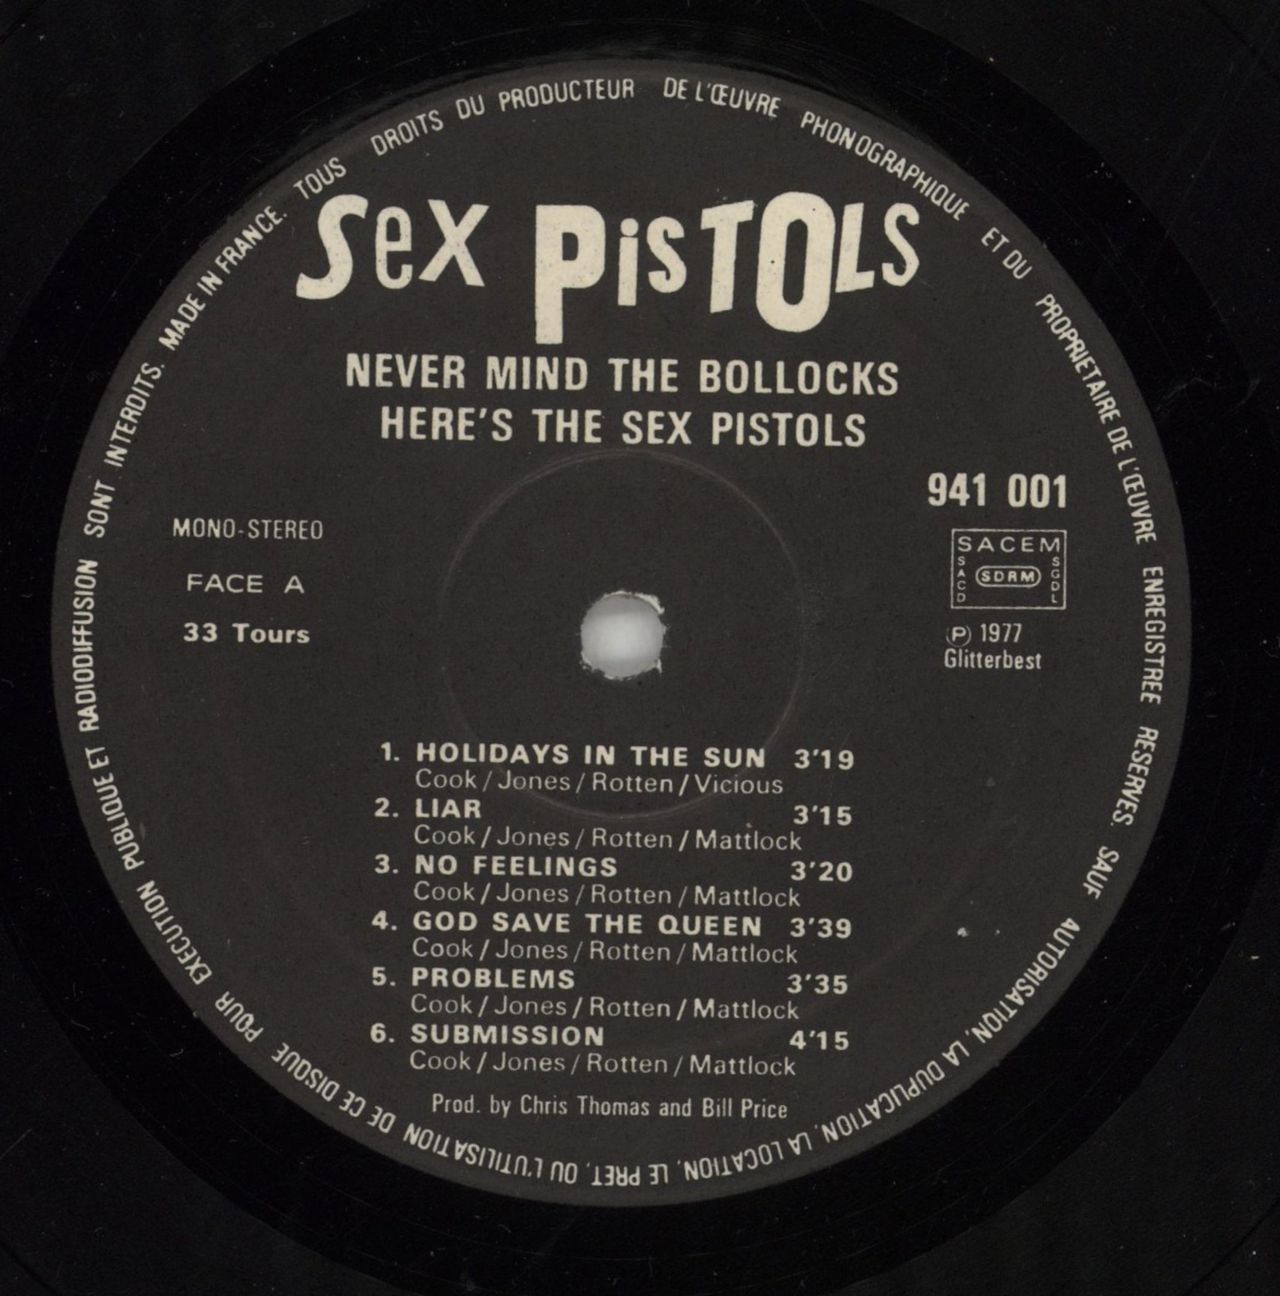 MADE IN FRANCE. TOUS DROITS DU PRODUCTEUR DE L'ŒUVRE PHONOGRAPHIQUE ET DU PROPRIETAIRE DE L'ŒUVRE ENREGISTREE RESERVES. SAUF AUTORISATION, LA DUPLICATION, LA LOCATION, LE PRET, OU L'UTILISATION DE CE DISQUE POUR EXECUTION PUBLIQUE ET RADIODIFFUSION SONT INTERDITS.
Sex PisTOLS
NEVER MIND THE BOLLOCKS
HERE'S THE SEX PISTOLS
941 001
MONO-STEREO
FACE A
33 Tours
SACEM
SACD
SDRM
SGDL
℗ 1977
Glitterbest
1. HOLIDAYS IN THE SUN 3'19
Cook/Jones/Rotten/Vicious
2. LIAR 3'15
Cook/Jones/Rotten/Mattlock
3. NO FEELINGS 3'20
Cook/Jones/Rotten/Mattlock
4. GOD SAVE THE QUEEN 3'39
Cook/Jones/Rotten/Mattlock
5. PROBLEMS 3'35
Cook/Jones/Rotten/Mattlock
6. SUBMISSION 4'15
Cook/Jones/Rotten/Mattlock
Prod. by Chris Thomas and Bill Price